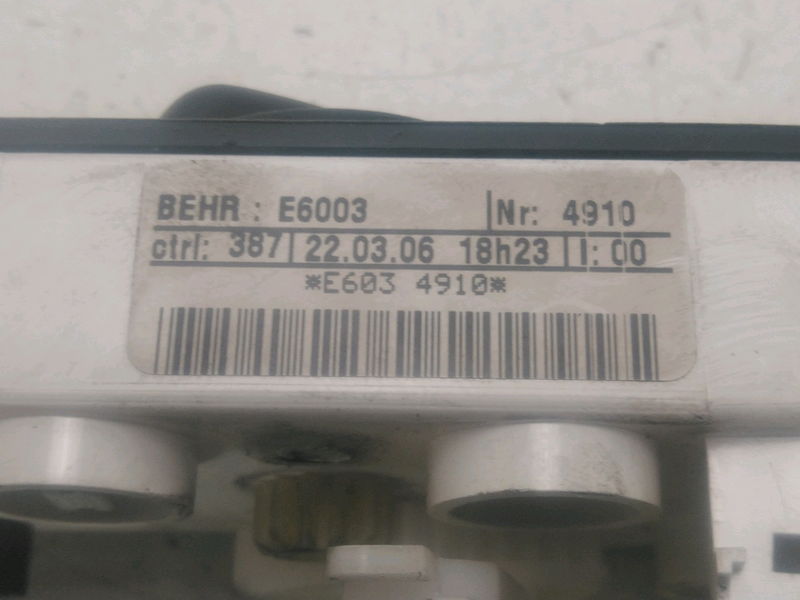 BEHR : E6003 | Nr: 4910
ctrl: 387 | 22.03.06 18h23 | I: 00
*E603 4910*